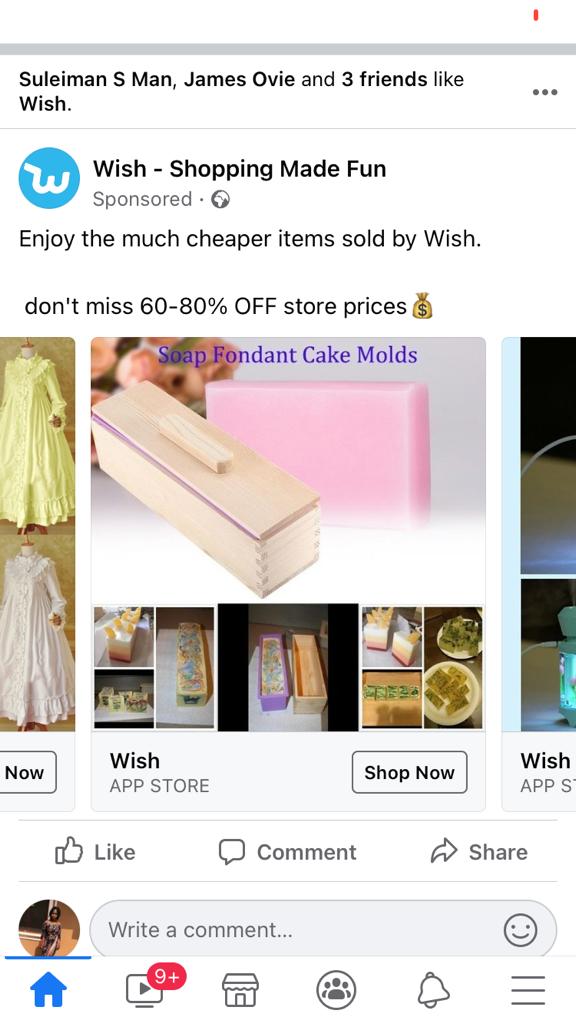 Suleiman S Man, James Ovie and 3 friends like
Wish.
Wish - Shopping Made Fun
Sponsored ·
Enjoy the much cheaper items sold by Wish.
don't miss 60-80% OFF store prices💰
Soap Fondant Cake Molds
Now
Wish
APP STORE
Shop Now
Wish
APP ST
Like
Comment
Share
Write a comment...
9+